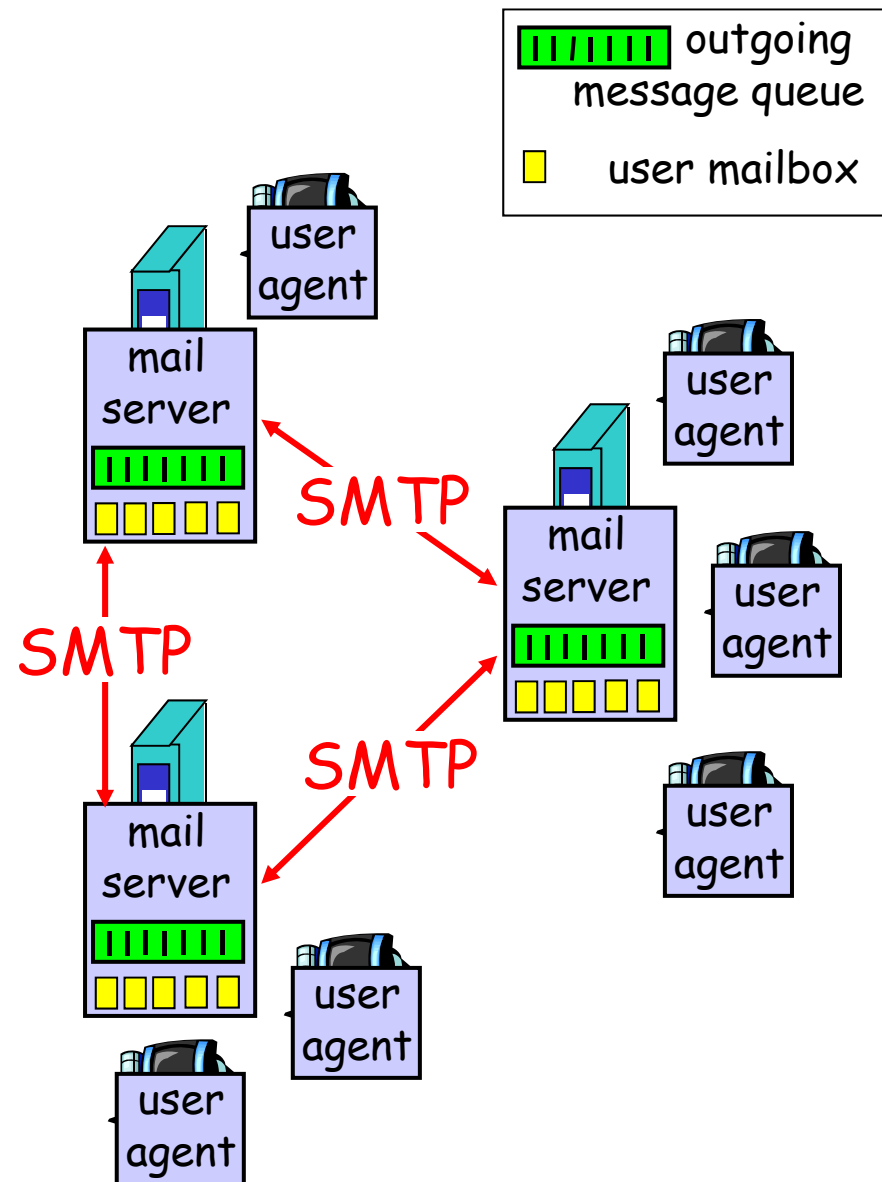 outgoing
message queue
user mailbox
user
agent
mail
server
user
agent
SMTP
mail
server
user
agent
SMTP
SMTP
user
agent
mail
server
user
agent
user
agent